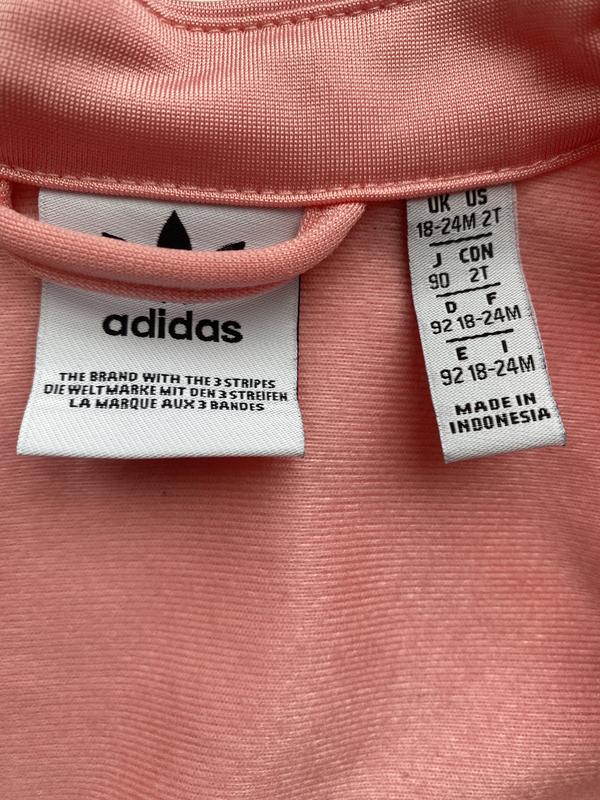 adidas
THE BRAND WITH THE 3 STRIPES
DIE WELTMARKE MIT DEN 3 STREIFEN
LA MARQUE AUX 3 BANDES
UK US
18-24M 2T
J CDN
90 2T
D F
92 18-24M
E I
92 18-24M
MADE IN
INDONESIA